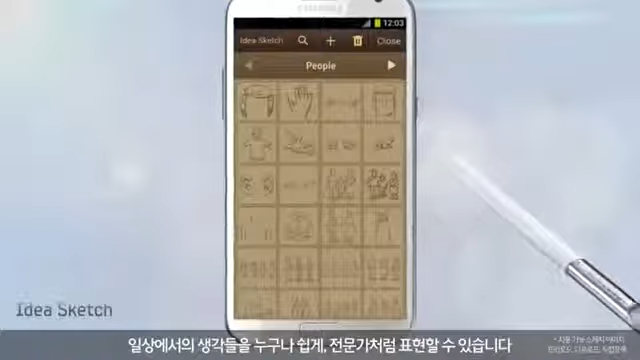 SAMSUNG
12:03
Idea Sketch
Close
People
Idea Sketch
일상에서의 생각들을 누구나 쉽게, 전문가처럼 표현할 수 있습니다